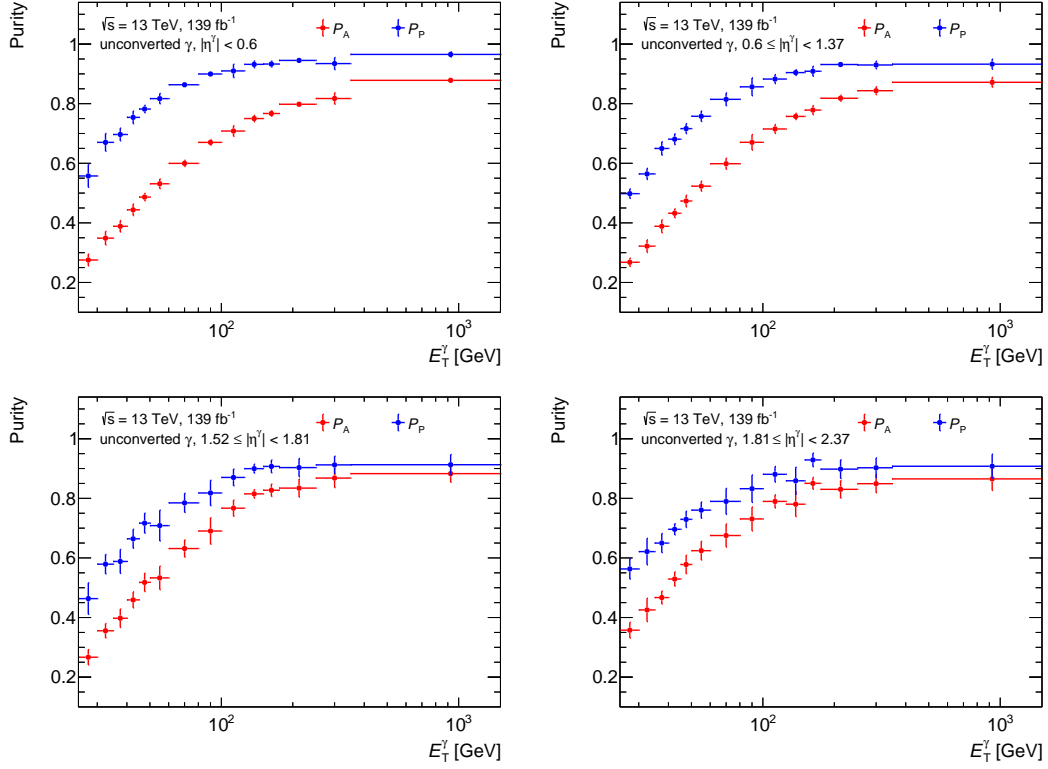 Purity
√s = 13 TeV, 139 fb⁻¹
unconverted γ, |η^γ| < 0.6
P_A
P_P
1
0.8
0.6
0.4
0.2
10²
10³
E_T^γ [GeV]
Purity
√s = 13 TeV, 139 fb⁻¹
unconverted γ, 0.6 ≤ |η^γ| < 1.37
P_A
P_P
1
0.8
0.6
0.4
0.2
10²
10³
E_T^γ [GeV]
Purity
√s = 13 TeV, 139 fb⁻¹
unconverted γ, 1.52 ≤ |η^γ| < 1.81
P_A
P_P
1
0.8
0.6
0.4
0.2
10²
10³
E_T^γ [GeV]
Purity
√s = 13 TeV, 139 fb⁻¹
unconverted γ, 1.81 ≤ |η^γ| < 2.37
P_A
P_P
1
0.8
0.6
0.4
0.2
10²
10³
E_T^γ [GeV]